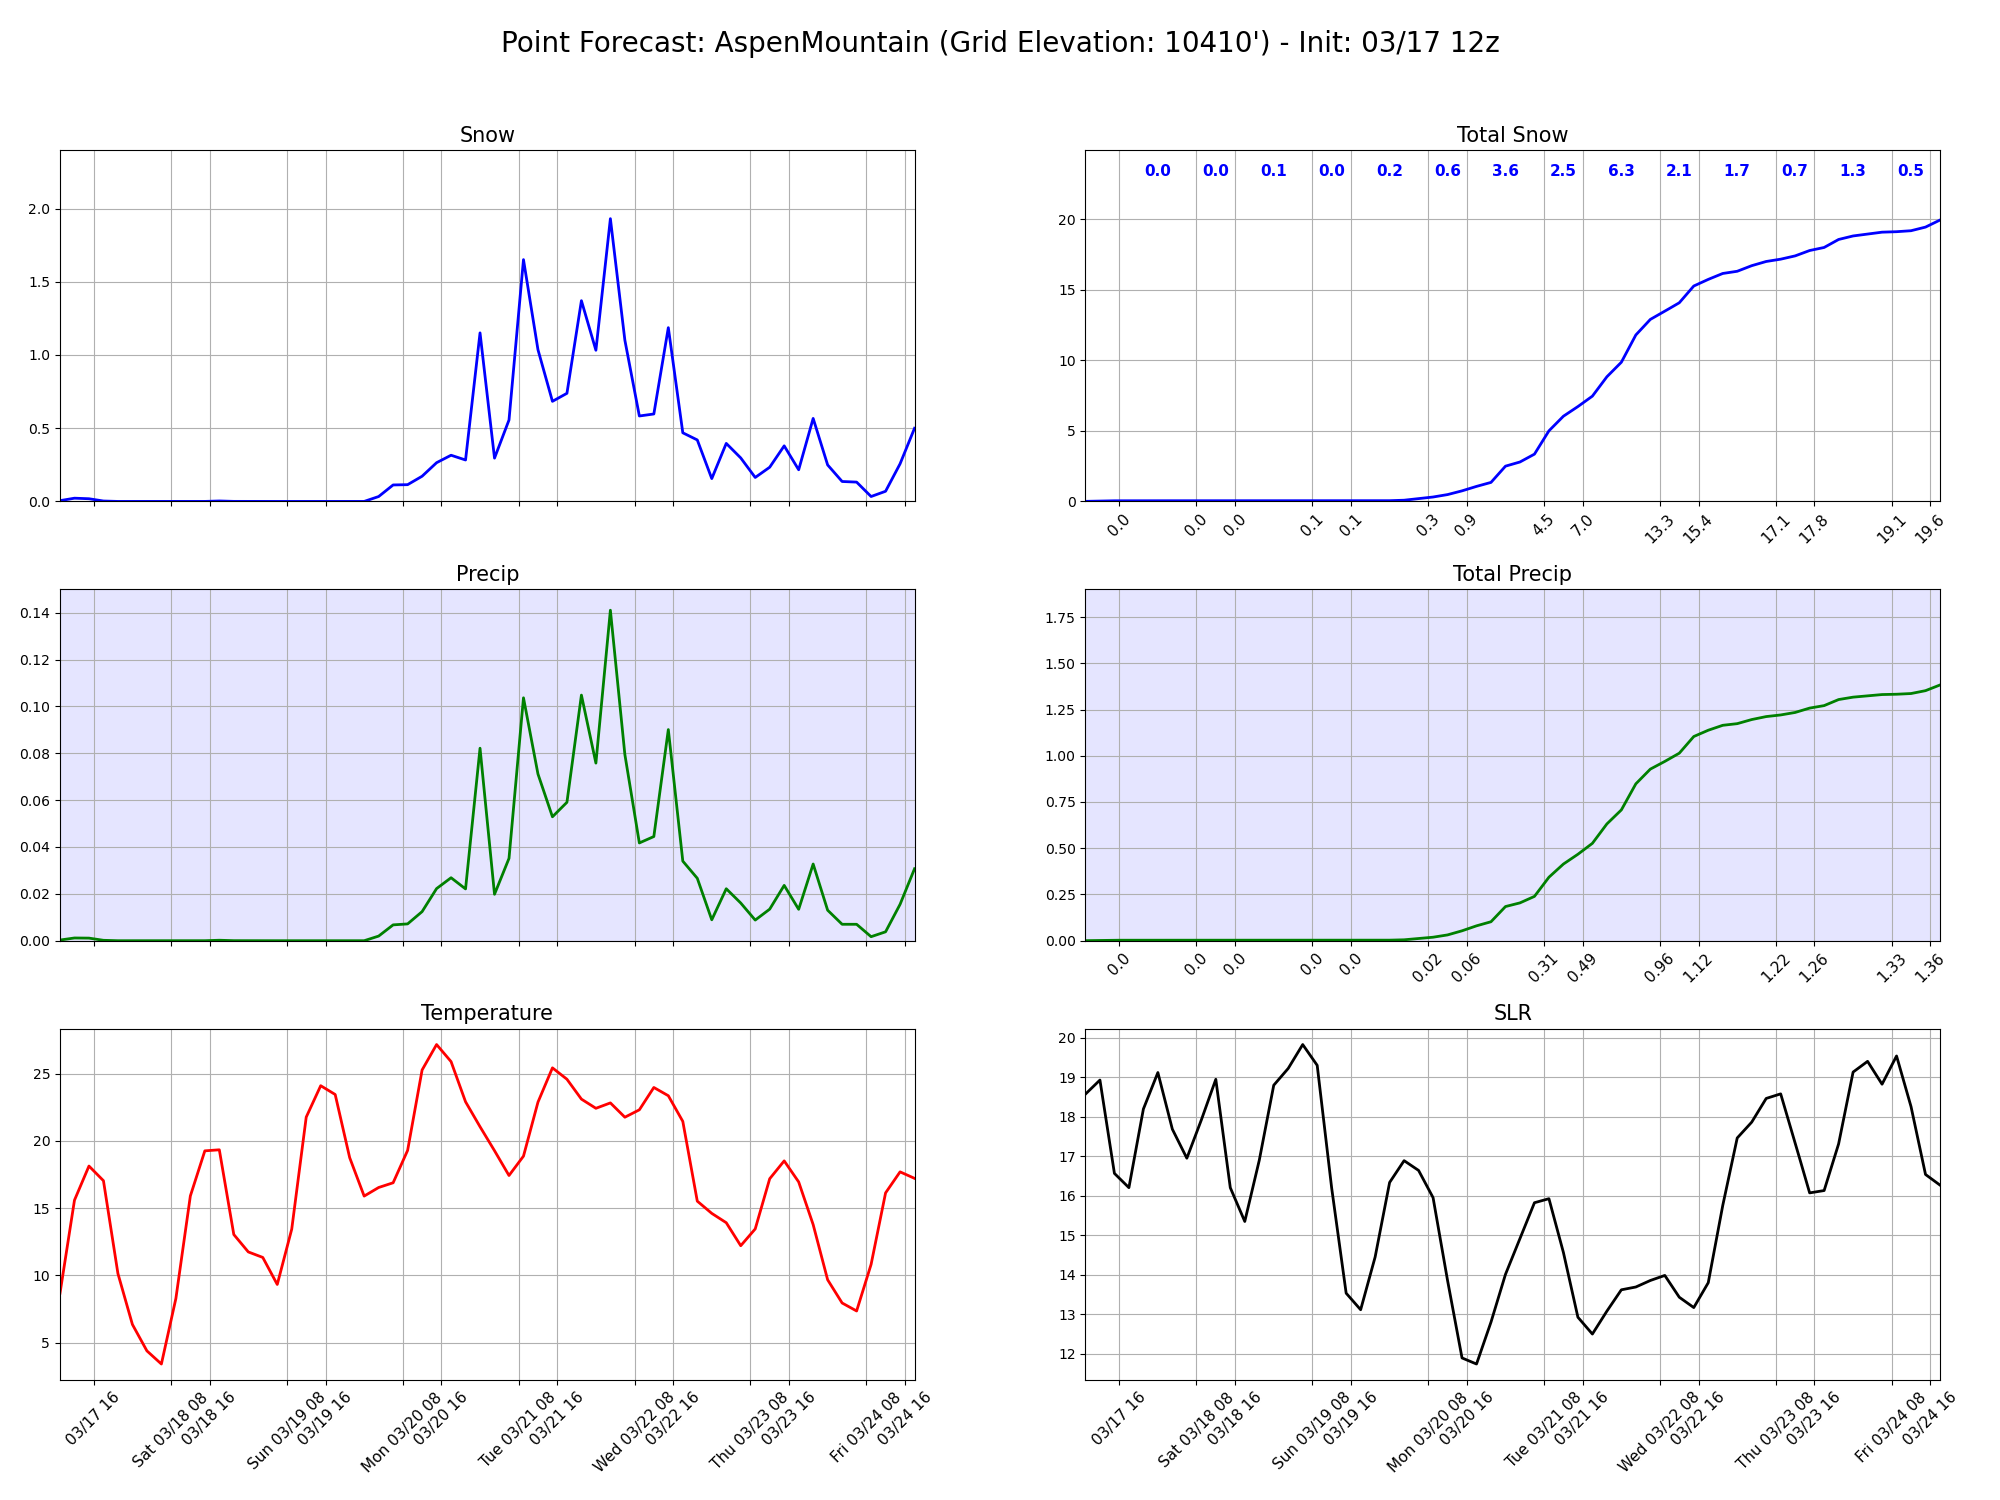 Point Forecast: AspenMountain (Grid Elevation: 10410') - Init: 03/17 12z
Snow
2.0
1.5
1.0
0.5
0.0
Total Snow
0.0 0.0 0.1 0.0 0.2 0.6 3.6 2.5 6.3 2.1 1.7 0.7 1.3 0.5
20
15
10
5
0
0.0 0.0 0.0 0.1 0.1 0.3 0.9 4.5 7.0 13.3 15.4 17.1 17.8 19.1 19.6
Precip
0.14
0.12
0.10
0.08
0.06
0.04
0.02
0.00
Total Precip
1.75
1.50
1.25
1.00
0.75
0.50
0.25
0.00
0.0 0.0 0.0 0.0 0.0 0.02 0.06 0.31 0.49 0.96 1.12 1.22 1.26 1.33 1.36
Temperature
25
20
15
10
5
03/17 16
Sat 03/18 08
03/18 16
Sun 03/19 08
03/19 16
Mon 03/20 08
03/20 16
Tue 03/21 08
03/21 16
Wed 03/22 08
03/22 16
Thu 03/23 08
03/23 16
Fri 03/24 08
03/24 16
SLR
20
19
18
17
16
15
14
13
12
03/17 16
Sat 03/18 08
03/18 16
Sun 03/19 08
03/19 16
Mon 03/20 08
03/20 16
Tue 03/21 08
03/21 16
Wed 03/22 08
03/22 16
Thu 03/23 08
03/23 16
Fri 03/24 08
03/24 16